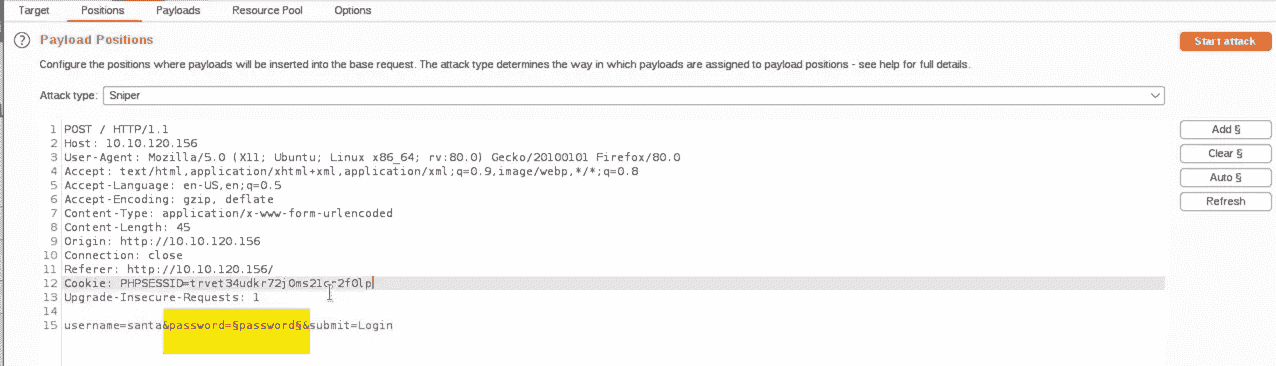 Target Positions Payloads Resource Pool Options
? Payload Positions
Start attack
Configure the positions where payloads will be inserted into the base request. The attack type determines the way in which payloads are assigned to payload positions - see help for full details.
Attack type: Sniper
1 POST / HTTP/1.1
2 Host: 10.10.120.156
3 User-Agent: Mozilla/5.0 (X11; Ubuntu; Linux x86_64; rv:80.0) Gecko/20100101 Firefox/80.0
4 Accept: text/html,application/xhtml+xml,application/xml;q=0.9,image/webp,*/*;q=0.8
5 Accept-Language: en-US,en;q=0.5
6 Accept-Encoding: gzip, deflate
7 Content-Type: application/x-www-form-urlencoded
8 Content-Length: 45
9 Origin: http://10.10.120.156
10 Connection: close
11 Referer: http://10.10.120.156/
12 Cookie: PHPSESSID=
13 Upgrade-Insecure-Requests: 1
14
15 username=santa&password=§password§&submit=Login
Add §
Clear §
Auto §
Refresh